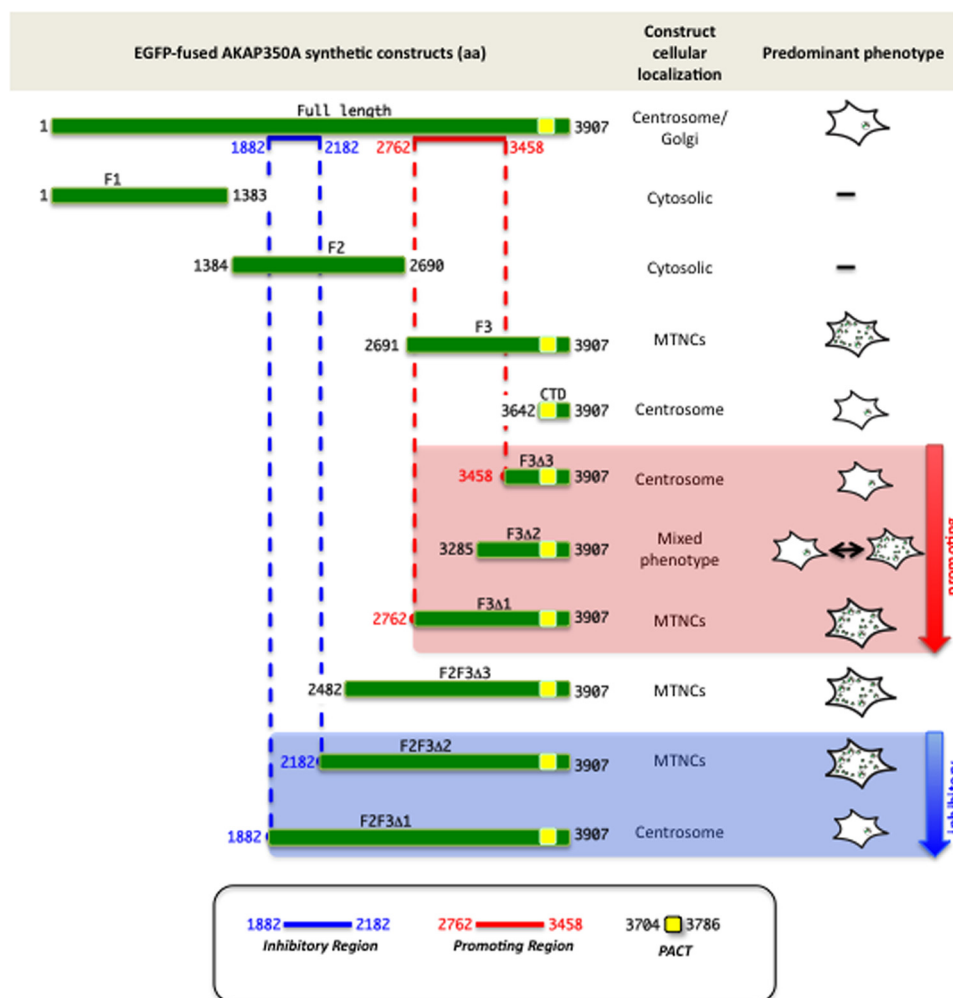 EGFP-fused AKAP350A synthetic constructs (aa)
Construct
cellular
localization
Predominant phenotype
Full length
1
3907
Centrosome/
Golgi
1882
2182
2762
3458
F1
1
1383
Cytosolic
F2
1384
2690
Cytosolic
F3
2691
3907
MTNCs
CTD
3642
3907
Centrosome
F3Δ3
3458
3907
Centrosome
F3Δ2
3285
3907
Mixed
phenotype
F3Δ1
2762
3907
MTNCs
F2F3Δ3
2482
3907
MTNCs
F2F3Δ2
2182
3907
MTNCs
F2F3Δ1
1882
3907
Centrosome
1882
2182
2762
3458
3704
3786
Inhibitory Region
Promoting Region
PACT